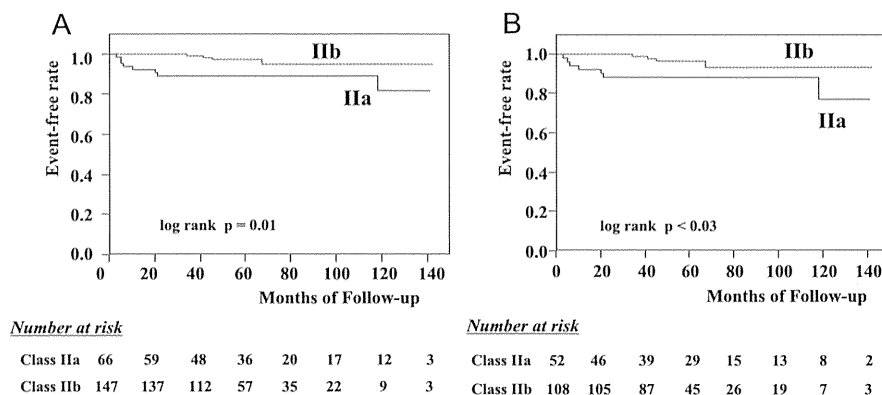 A
1.0
0.8
0.6
0.4
0.2
0.0
Event-free rate
IIb
IIa
log rank p = 0.01
0 20 40 60 80 100 120 140
Months of Follow-up
Number at risk
Class IIa 66 59 48 36 20 17 12 3
Class IIb 147 137 112 57 35 22 9 3
B
1.0
0.8
0.6
0.4
0.2
0.0
Event-free rate
IIb
IIa
log rank p < 0.03
0 20 40 60 80 100 120 140
Months of Follow-up
Number at risk
Class IIa 52 46 39 29 15 13 8 2
Class IIb 108 105 87 45 26 19 7 3